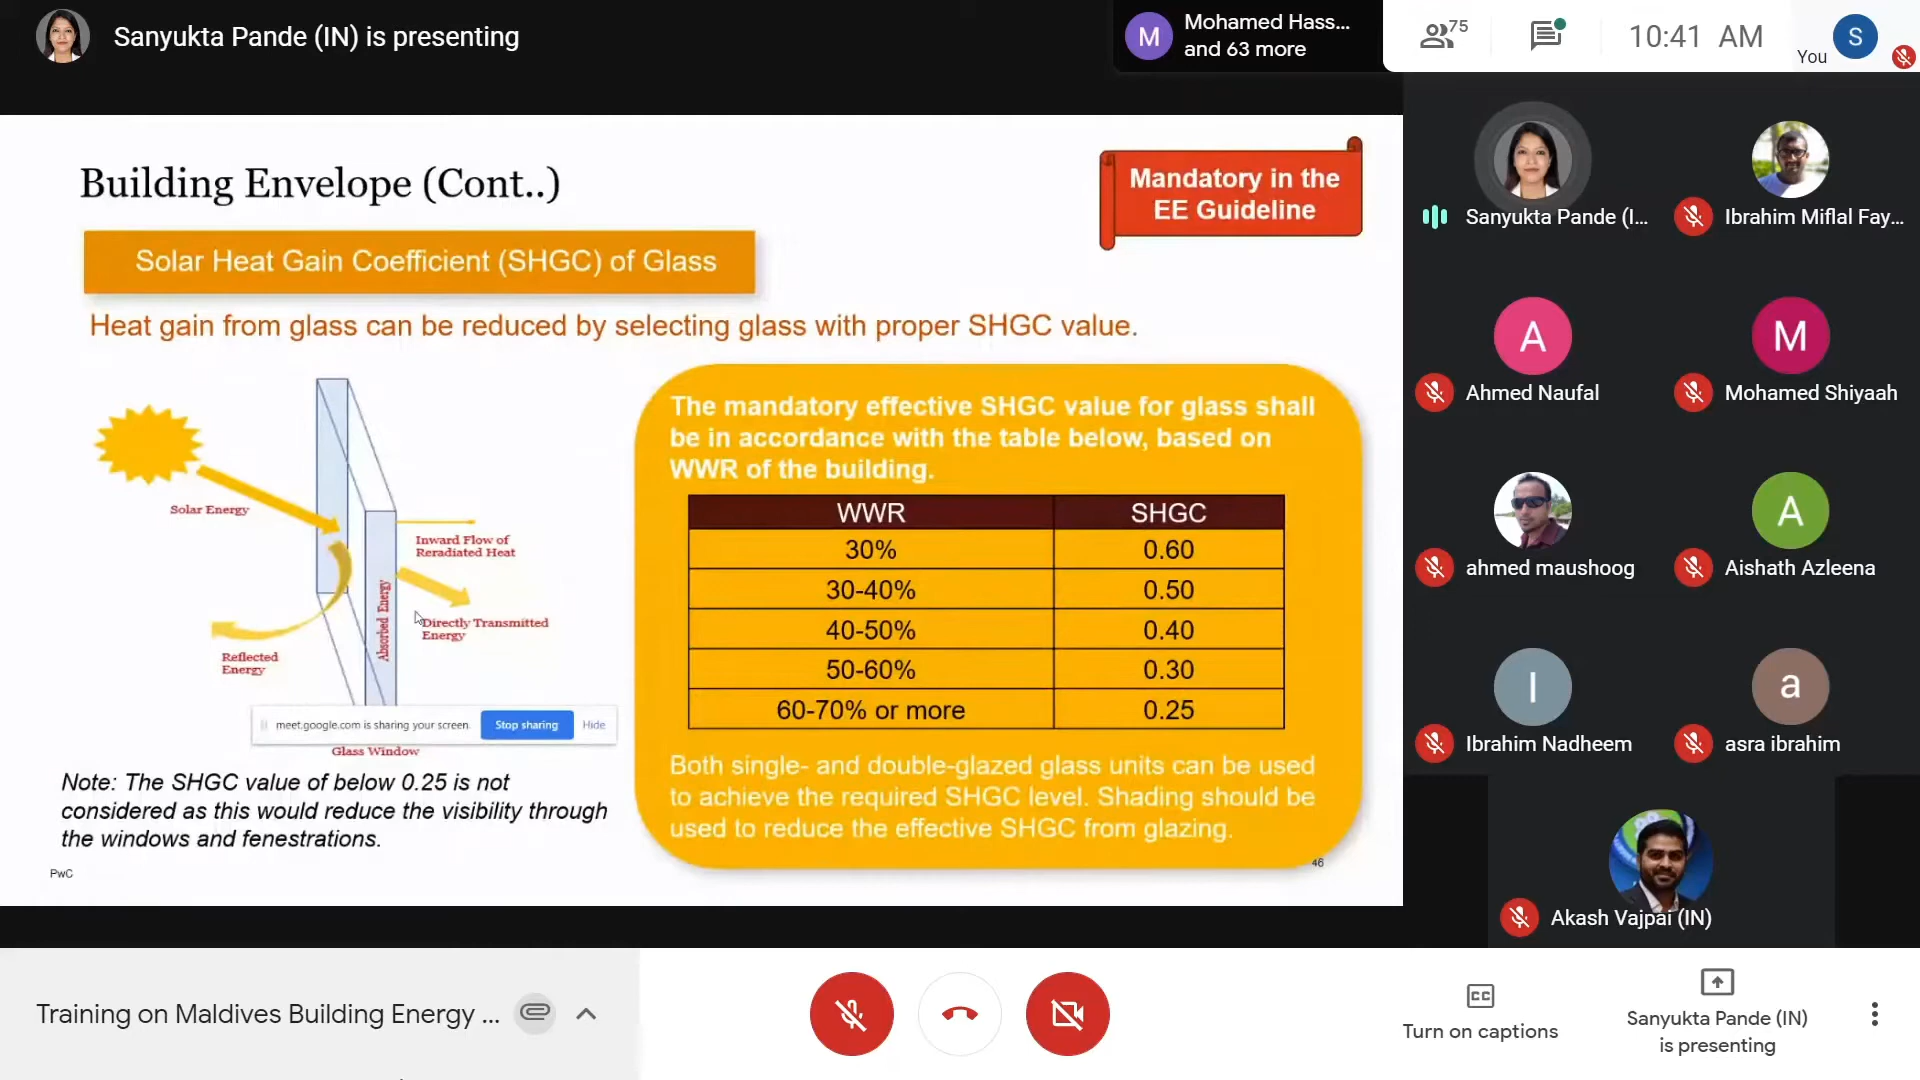 Sanyukta Pande (IN) is presenting
M
Mohamed Hass...
and 63 more
75
10:41 AM
You
S
Building Envelope (Cont..)
Mandatory in the
EE Guideline
Solar Heat Gain Coefficient (SHGC) of Glass
Heat gain from glass can be reduced by selecting glass with proper SHGC value.
Solar Energy
Inward Flow of
Reradiated Heat
Absorbed Energy
Directly Transmitted
Energy
Reflected
Energy
meet.google.com is sharing your screen.
Stop sharing
Hide
Glass Window
Note: The SHGC value of below 0.25 is not
considered as this would reduce the visibility through
the windows and fenestrations.
PwC
The mandatory effective SHGC value for glass shall
be in accordance with the table below, based on
WWR of the building.
WWR SHGC
30% 0.60
30-40% 0.50
40-50% 0.40
50-60% 0.30
60-70% or more 0.25
Both single- and double-glazed glass units can be used
to achieve the required SHGC level. Shading should be
used to reduce the effective SHGC from glazing.
46
Sanyukta Pande (I...
Ibrahim Miflal Fay...
A
Ahmed Naufal
M
Mohamed Shiyaah
ahmed maushoog
A
Aishath Azleena
I
Ibrahim Nadheem
a
asra ibrahim
Akash Vajpai (IN)
Training on Maldives Building Energy ...
CC
Turn on captions
Sanyukta Pande (IN)
is presenting